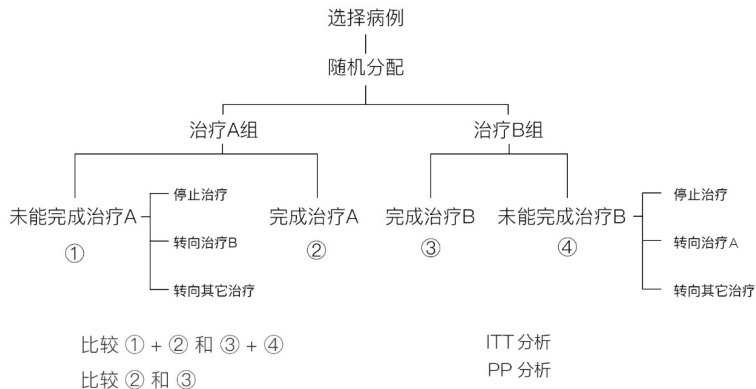 选择病例
随机分配
治疗A组
治疗B组
未能完成治疗A
①
停止治疗
转向治疗B
转向其它治疗
完成治疗A
②
完成治疗B
③
未能完成治疗B
④
停止治疗
转向治疗A
转向其它治疗
比较 ① + ② 和 ③ + ④
ITT 分析
比较 ② 和 ③
PP 分析